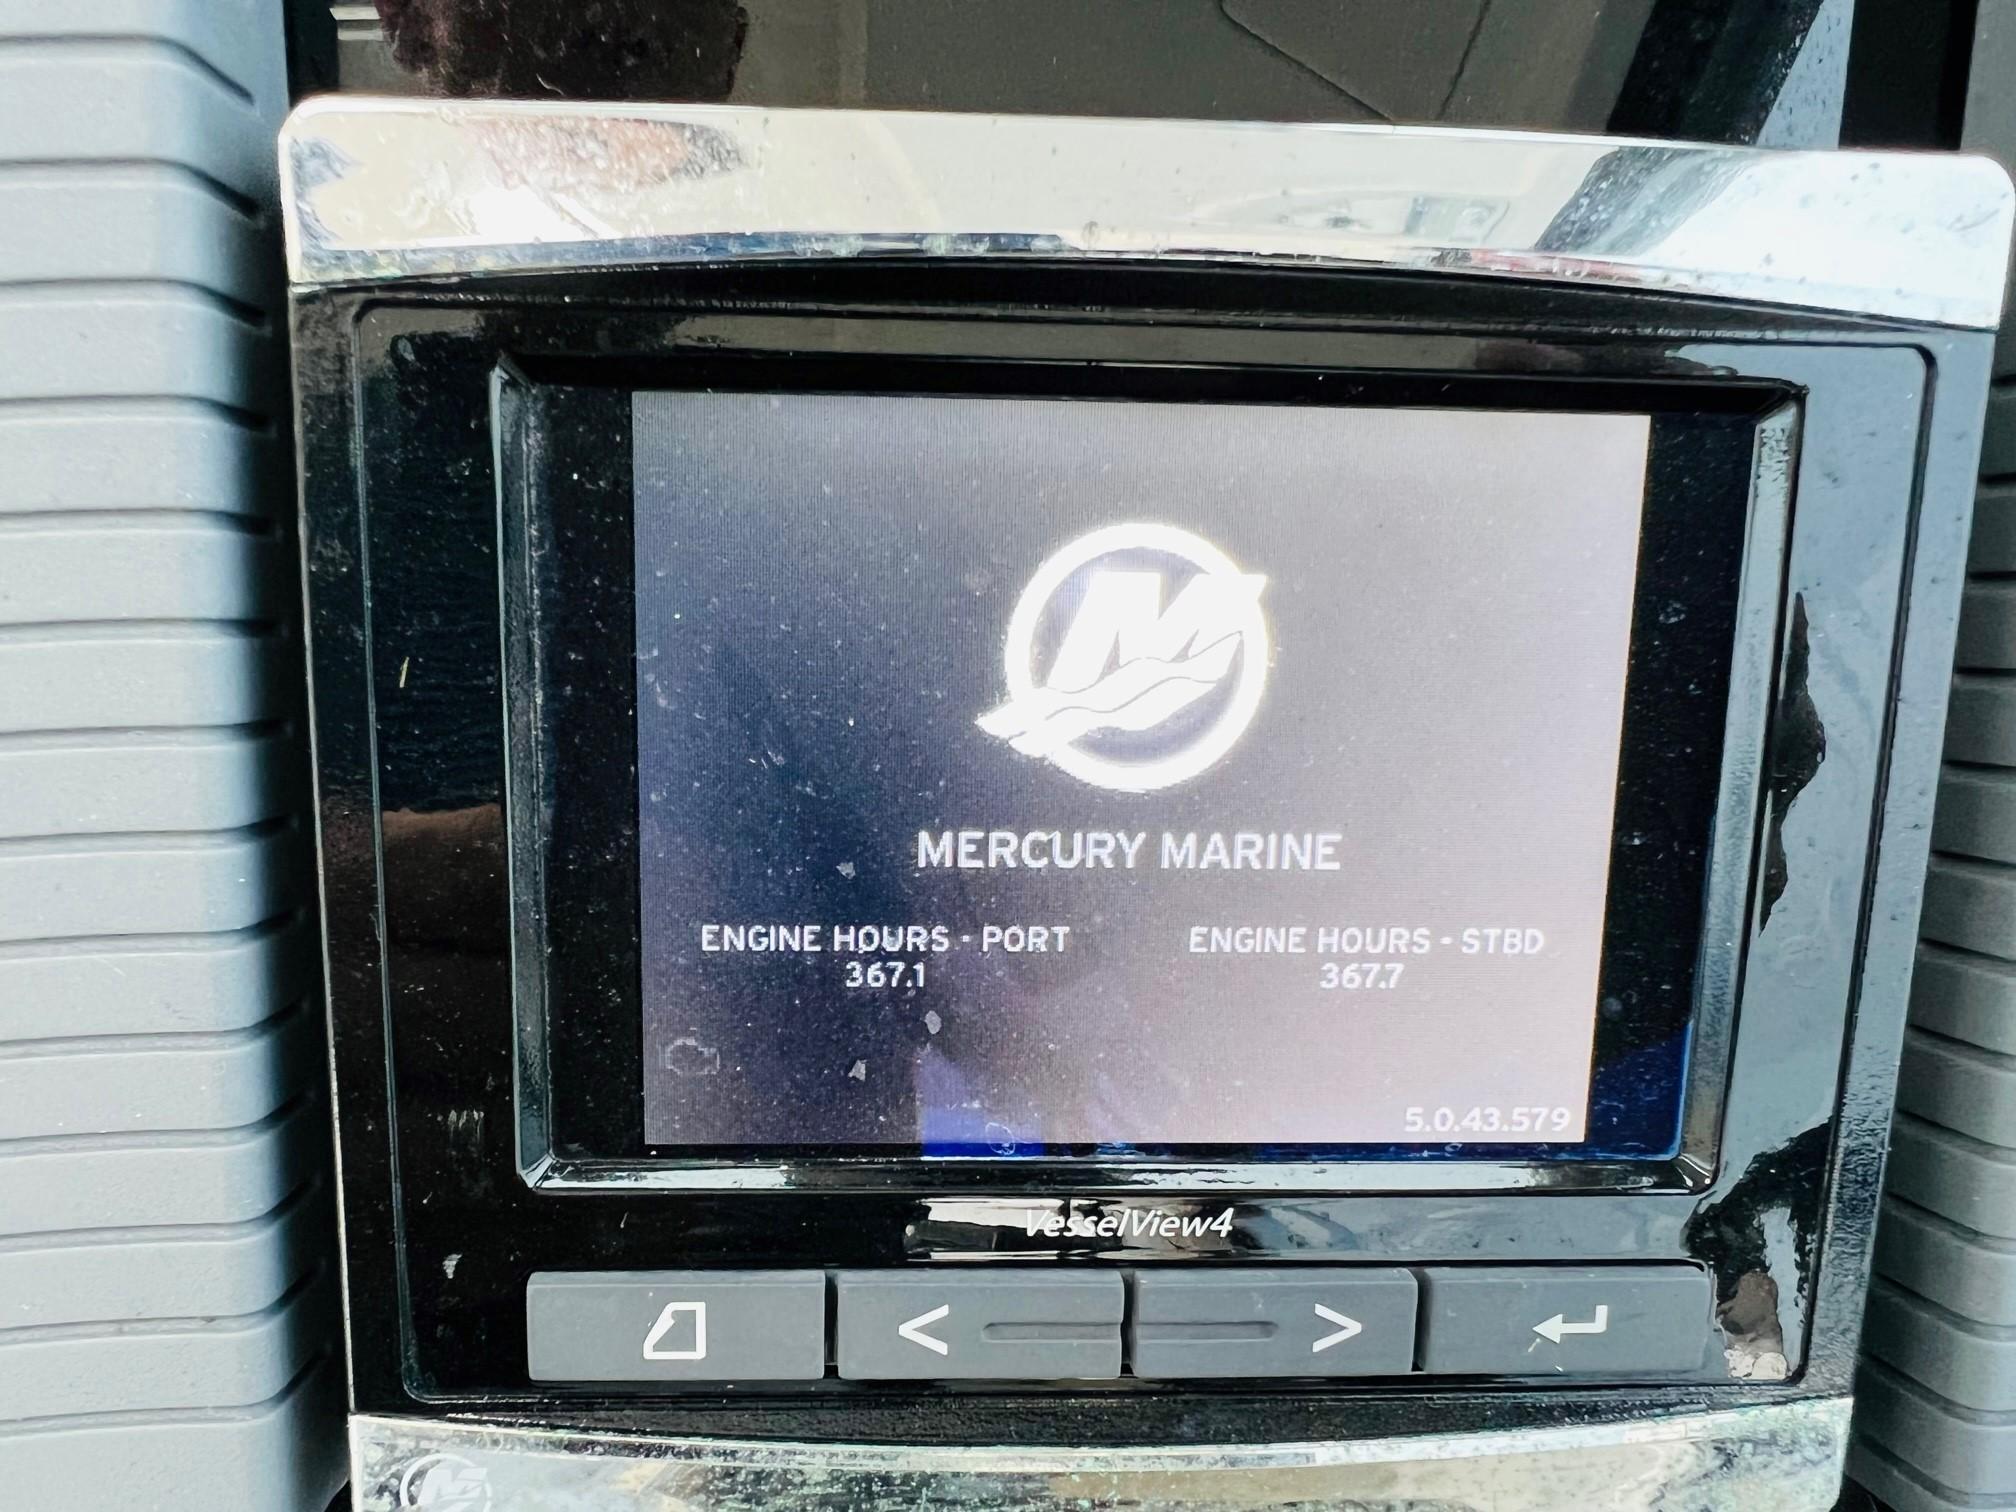 MERCURY MARINE
ENGINE HOURS - PORT
367.1
ENGINE HOURS - STBD
367.7
5.0.43.579
VesselView4